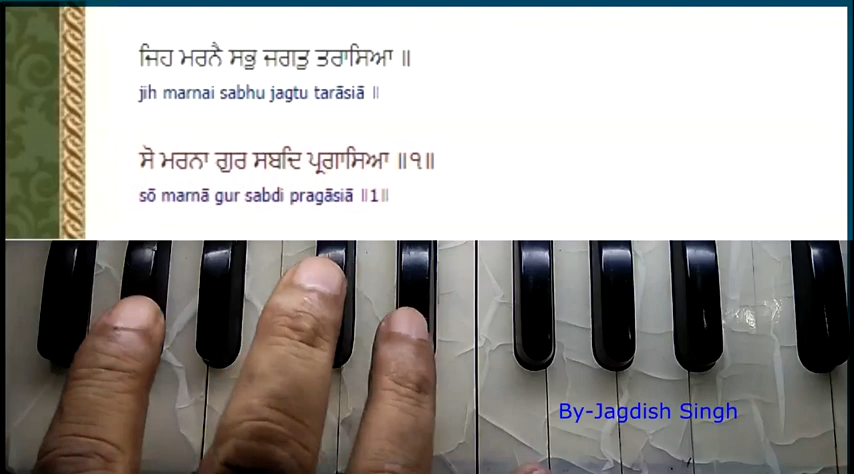 ਜਿਹ ਮਰਨੈ ਸਭੁ ਜਗਤੁ ਤਰਾਸਿਆ ॥
jih marnai sabhu jagtu tarāsiā ॥
ਸੋ ਮਰਨਾ ਗੁਰ ਸਬਦਿ ਪ੍ਰਗਾਸਿਆ ॥੧॥
sō marnā gur sabdi pragāsiā ॥1॥
By-Jagdish Singh